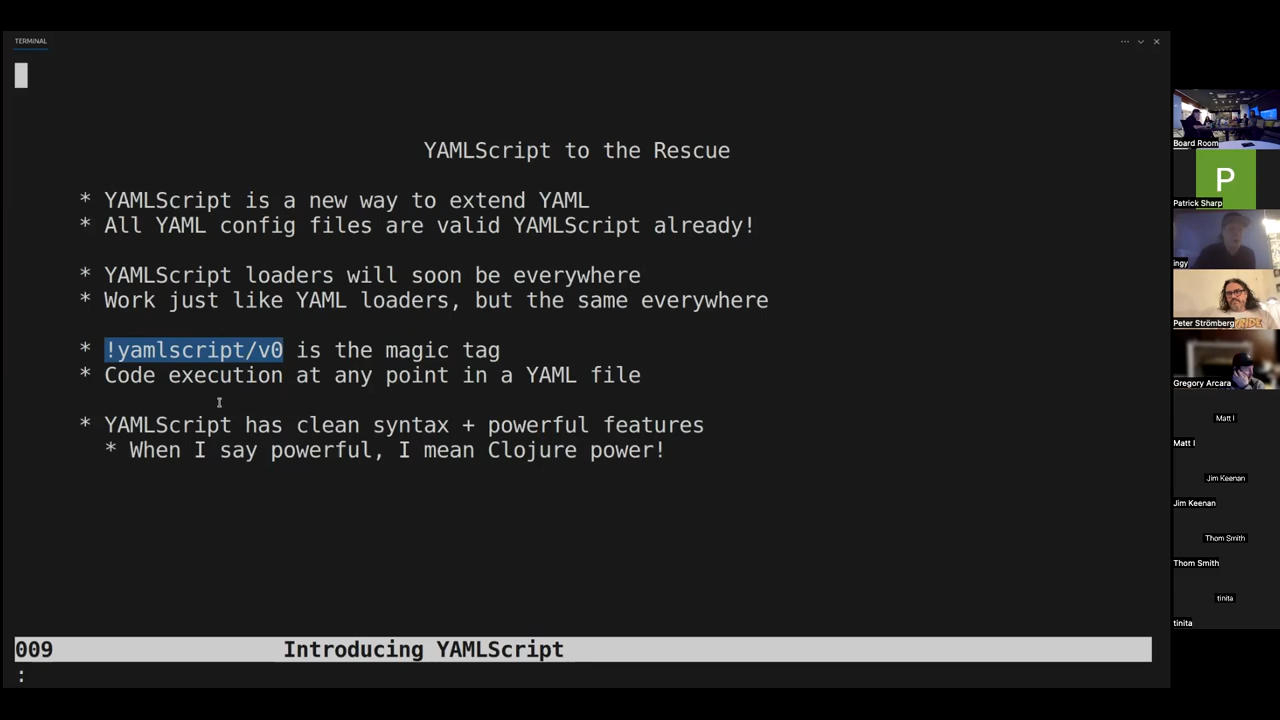 TERMINAL
YAMLScript to the Rescue
* YAMLScript is a new way to extend YAML
* All YAML config files are valid YAMLScript already!
* YAMLScript loaders will soon be everywhere
* Work just like YAML loaders, but the same everywhere
* !yamlscript/v0 is the magic tag
* Code execution at any point in a YAML file
* YAMLScript has clean syntax + powerful features
* When I say powerful, I mean Clojure power!
009 Introducing YAMLScript
:
Board Room
P
Patrick Sharp
ingy
Peter Strömberg
RIDE
Gregory Arcara
Matt I
Matt I
Jim Keenan
Jim Keenan
Thom Smith
Thom Smith
tinita
tinita